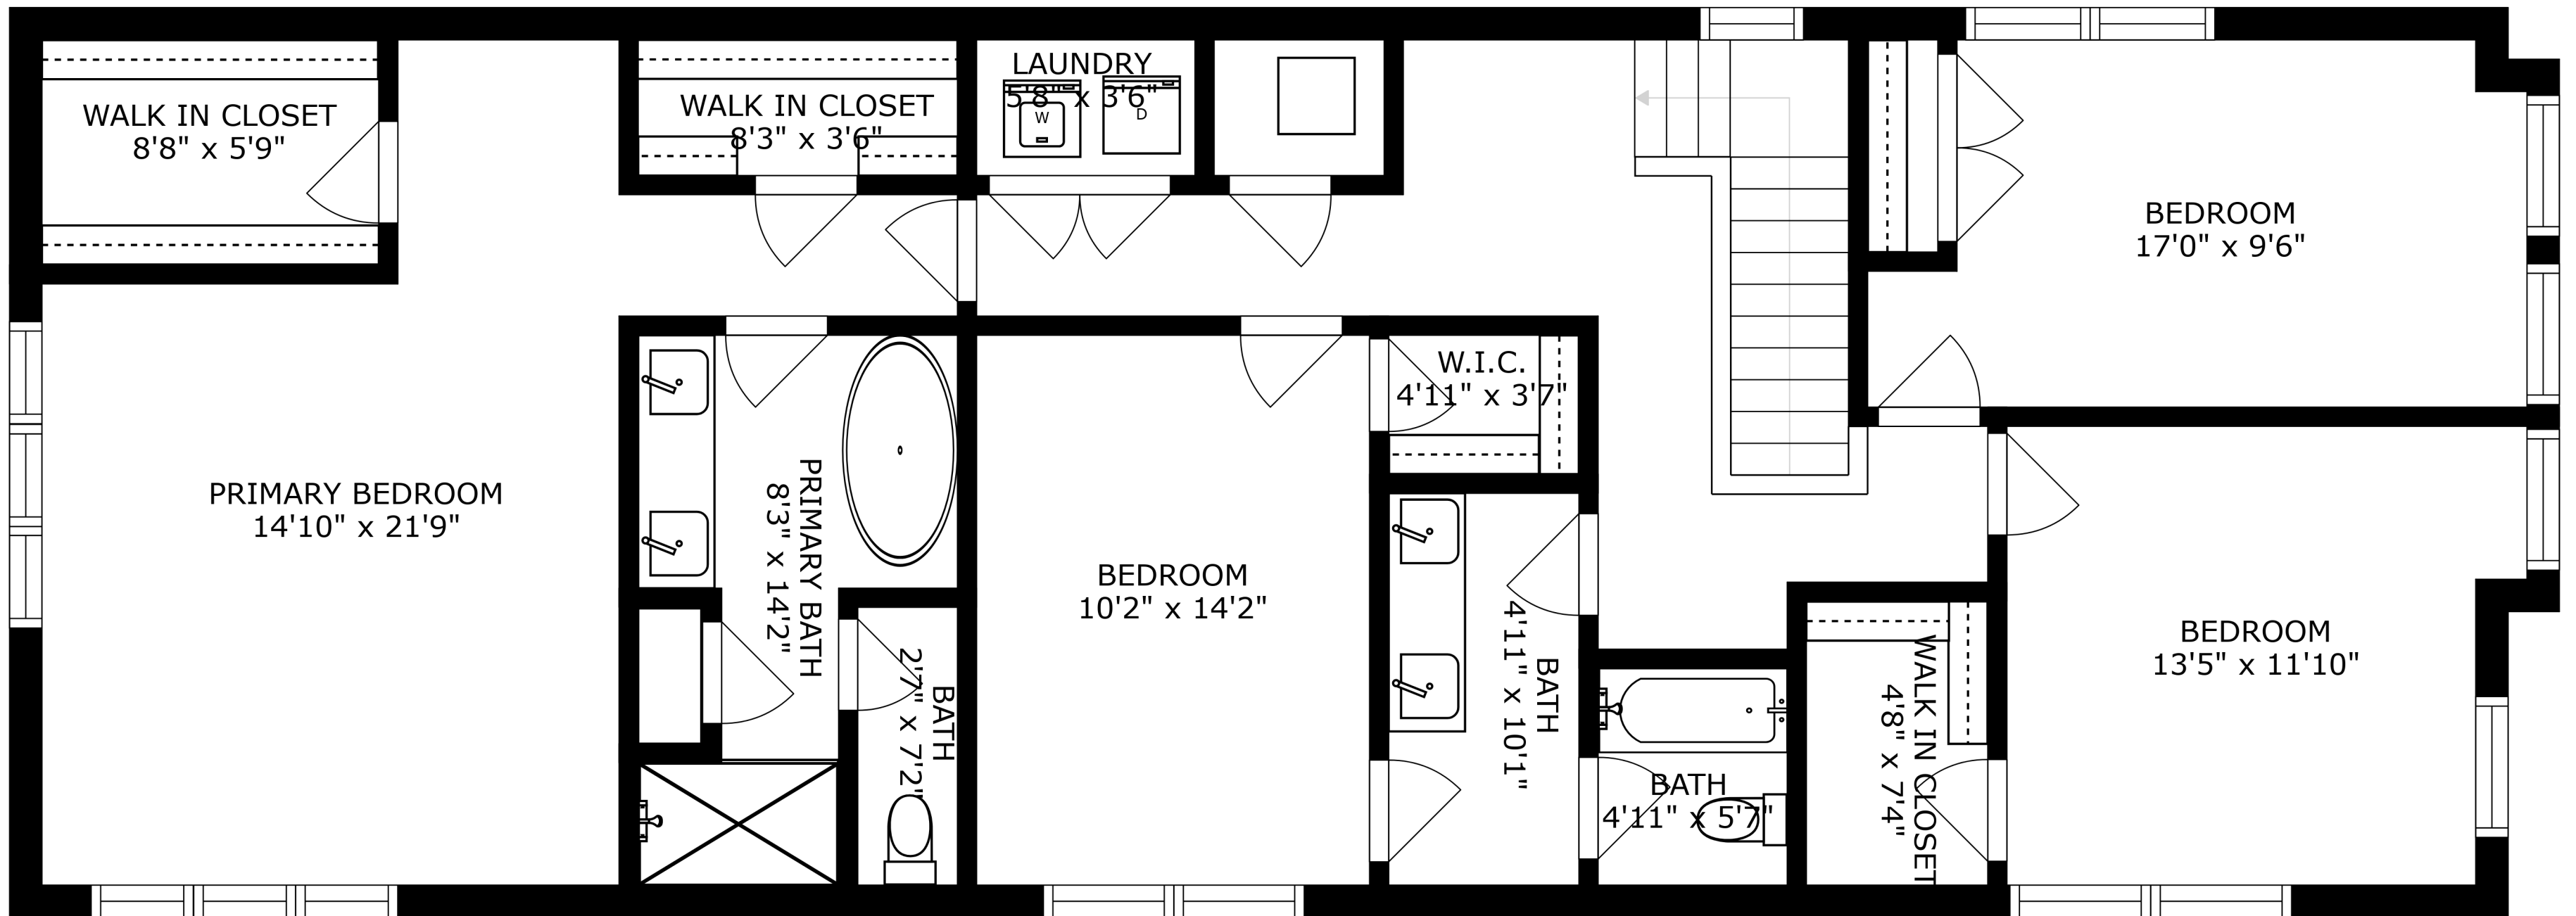 WALK IN CLOSET
8'8" x 5'9"
WALK IN CLOSET
8'3" x 3'6"
LAUNDRY
5'8" x 3'6"
W
D
BEDROOM
17'0" x 9'6"
PRIMARY BEDROOM
14'10" x 21'9"
PRIMARY BATH
8'3" x 14'2"
BATH
2'7" x 7'2"
BEDROOM
10'2" x 14'2"
W.I.C.
4'11" x 3'7"
BATH
4'11" x 10'1"
BATH
4'11" x 5'7"
WALK IN CLOSET
4'8" x 7'4"
BEDROOM
13'5" x 11'10"